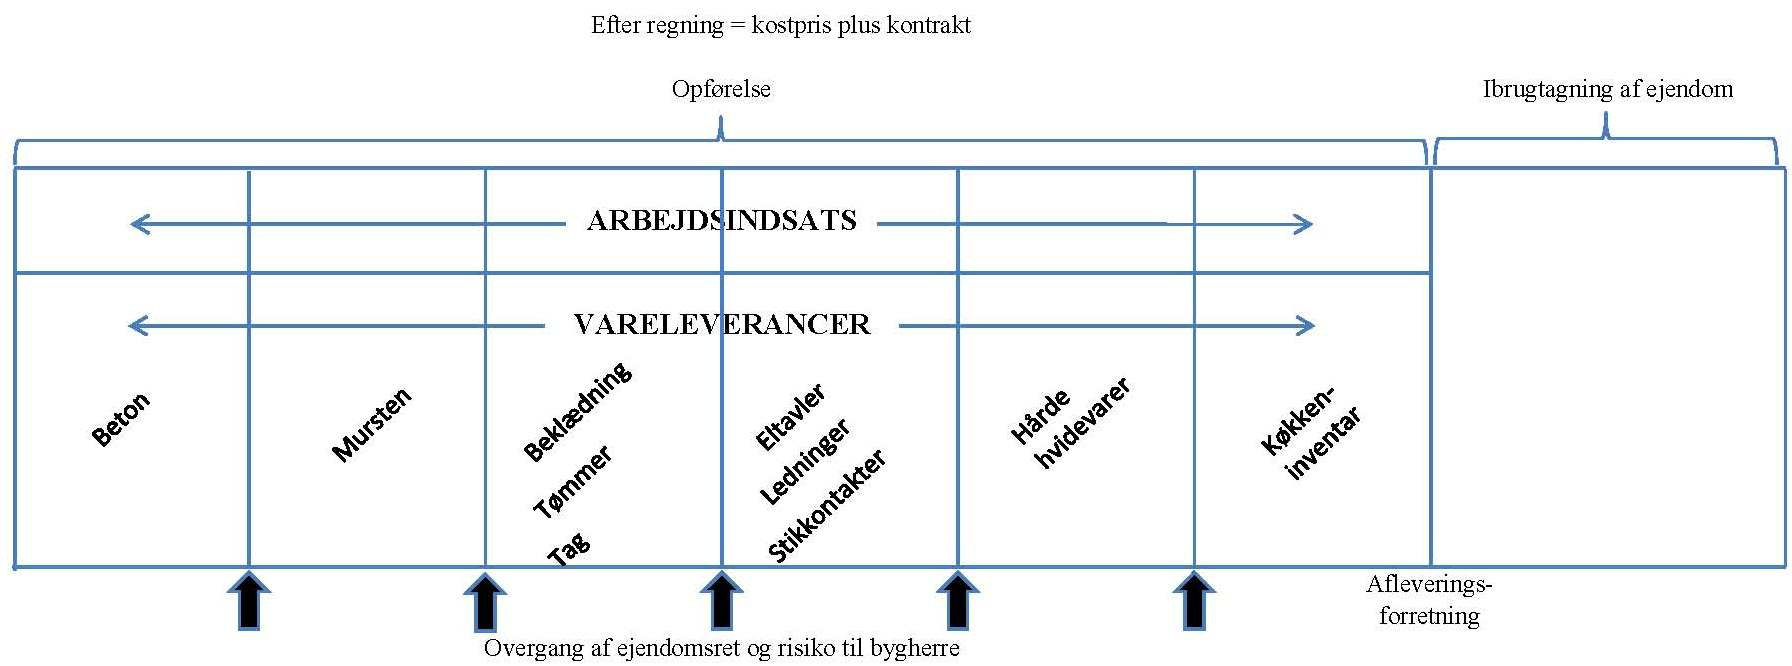 Efter regning = kostpris plus kontrakt
Opførelse
Ibrugtagning af ejendom
ARBEJDSINDSATS
VARELEVERANCER
Beton
Mursten
Beklædning
Tømmer
Tag
Eltavler
Ledninger
Stikkontakter
Hårde
hvidevarer
Køkken-
inventar
Afleverings-
forretning
Overgang af ejendomsret og risiko til bygherre